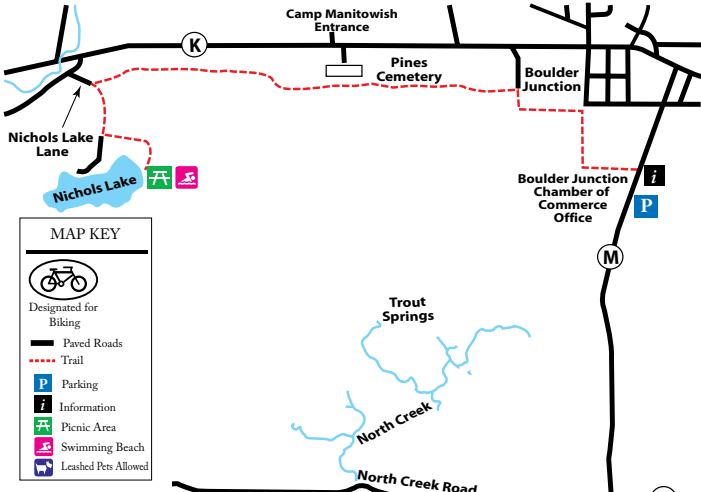 Camp Manitowish
Entrance
K
Pines
Cemetery
Boulder
Junction
Nichols Lake
Lane
Nichols Lake
Boulder Junction
Chamber of
Commerce
Office
i
P
M
MAP KEY
Designated for
Biking
Paved Roads
Trail
P Parking
i Information
Picnic Area
Swimming Beach
Leashed Pets Allowed
Trout
Springs
North Creek
North Creek Road